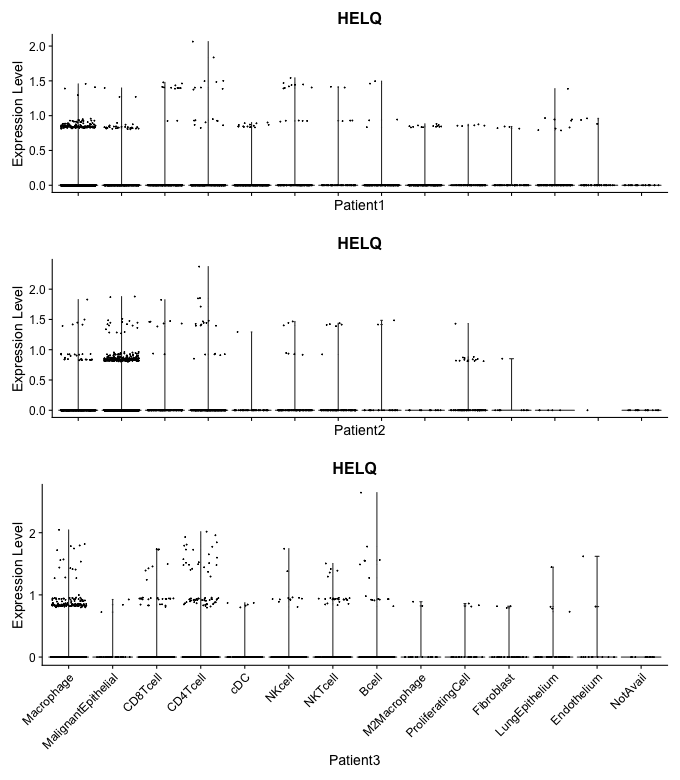 HELQ
Expression Level
2.0
1.5
1.0
0.5
0.0
Patient1
HELQ
Expression Level
2.0
1.5
1.0
0.5
0.0
Patient2
HELQ
Expression Level
2
1
0
Macrophage
MalignantEpithelial
CD8Tcell
CD4Tcell
cDC
NKcell
NKTcell
Bcell
M2Macrophage
ProliferatingCell
Fibroblast
LungEpithelium
Endothelium
NotAvail
Patient3